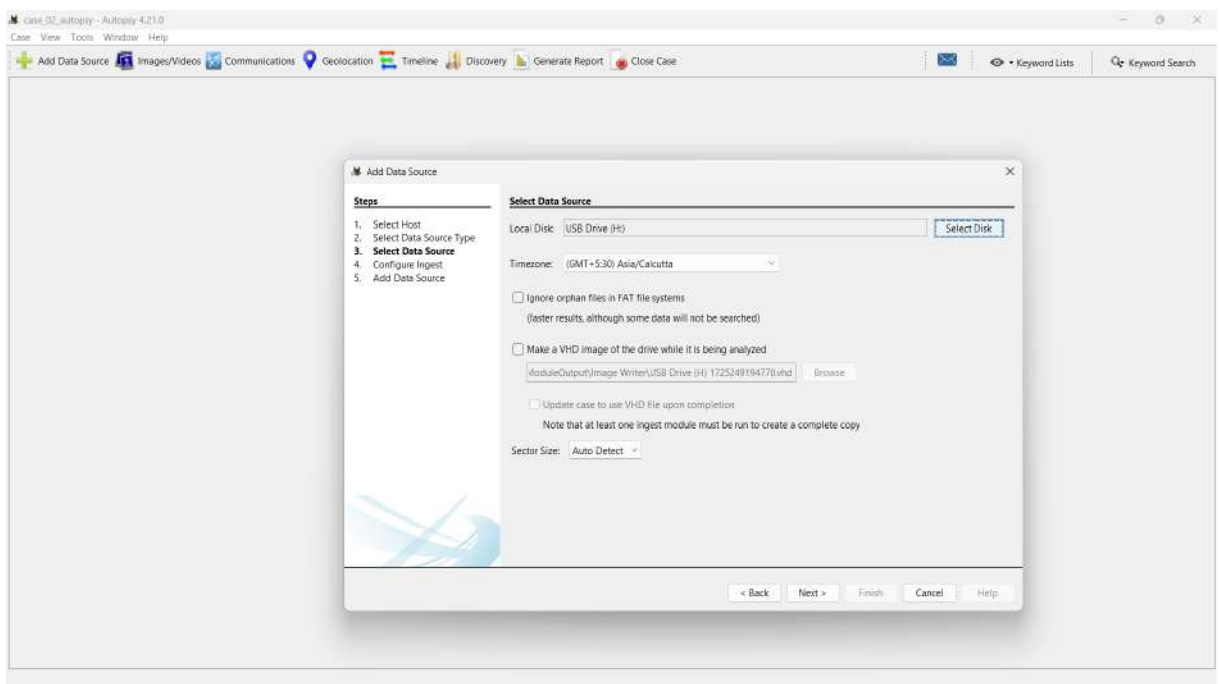 case_02_autopsy - Autopsy 4.21.0
Case View Tools Window Help
Add Data Source Images/Videos Communications Geolocation Timeline Discovery Generate Report Close Case Keyword Lists Keyword Search
Add Data Source
Steps
1. Select Host
2. Select Data Source Type
3. Select Data Source
4. Configure Ingest
5. Add Data Source
Select Data Source
Local Disk: USB Drive (H:) Select Disk
Timezone: (GMT+5:30) Asia/Calcutta
Ignore orphan files in FAT file systems
(faster results, although some data will not be searched)
Make a VHD image of the drive while it is being analyzed
ModuleOutput\Image Writer\USB Drive (H) 1725249194778.vhd Browse
Update case to use VHD file upon completion
Note that at least one ingest module must be run to create a complete copy
Sector Size: Auto Detect
< Back Next > Finish Cancel Help